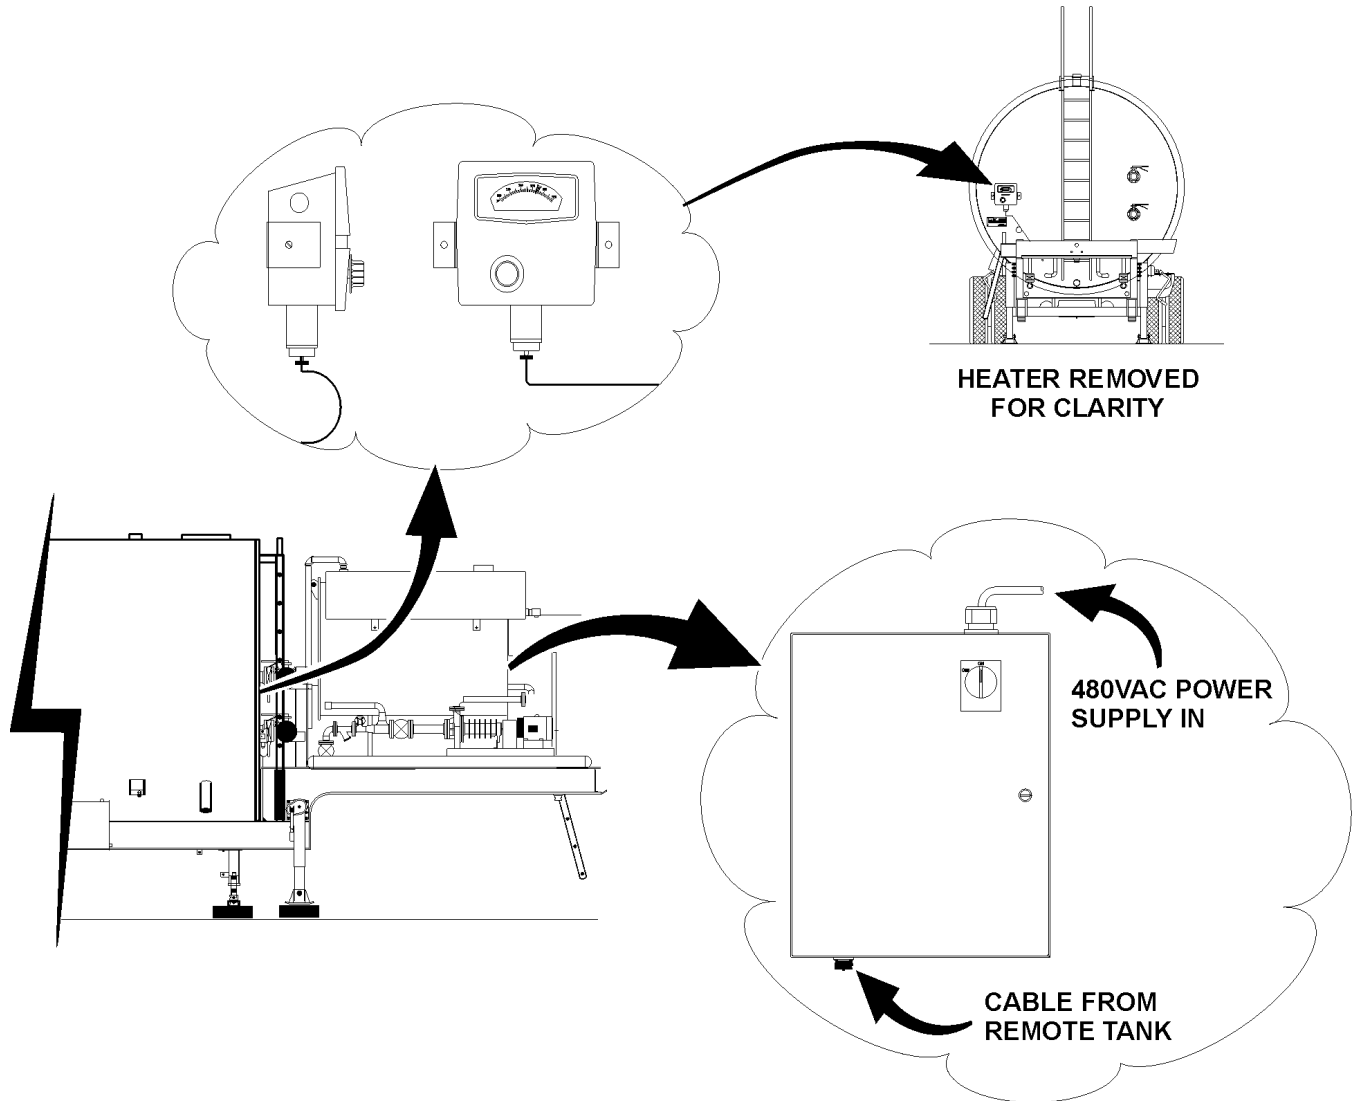 HEATER REMOVED
FOR CLARITY
480VAC POWER
SUPPLY IN
CABLE FROM
REMOTE TANK